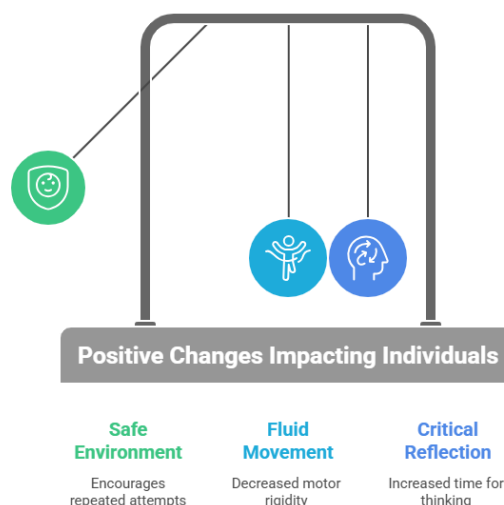 Positive Changes Impacting Individuals
Safe
Environment
Encourages
repeated attempts
Fluid
Movement
Decreased motor
rigidity
Critical
Reflection
Increased time for
thinking